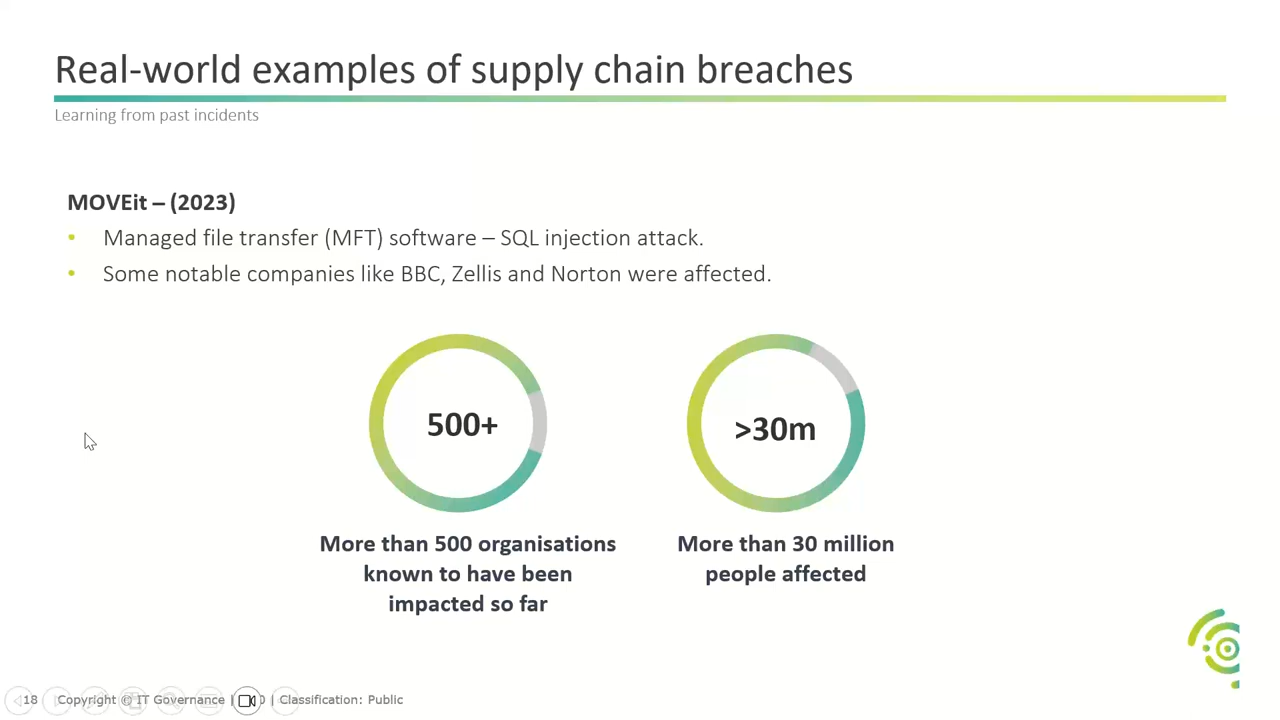 Real-world examples of supply chain breaches
Learning from past incidents
MOVEit – (2023)
• Managed file transfer (MFT) software – SQL injection attack.
• Some notable companies like BBC, Zellis and Norton were affected.
500+
>30m
More than 500 organisations
known to have been
impacted so far
More than 30 million
people affected
18 Copyright © IT Governance | | Classification: Public